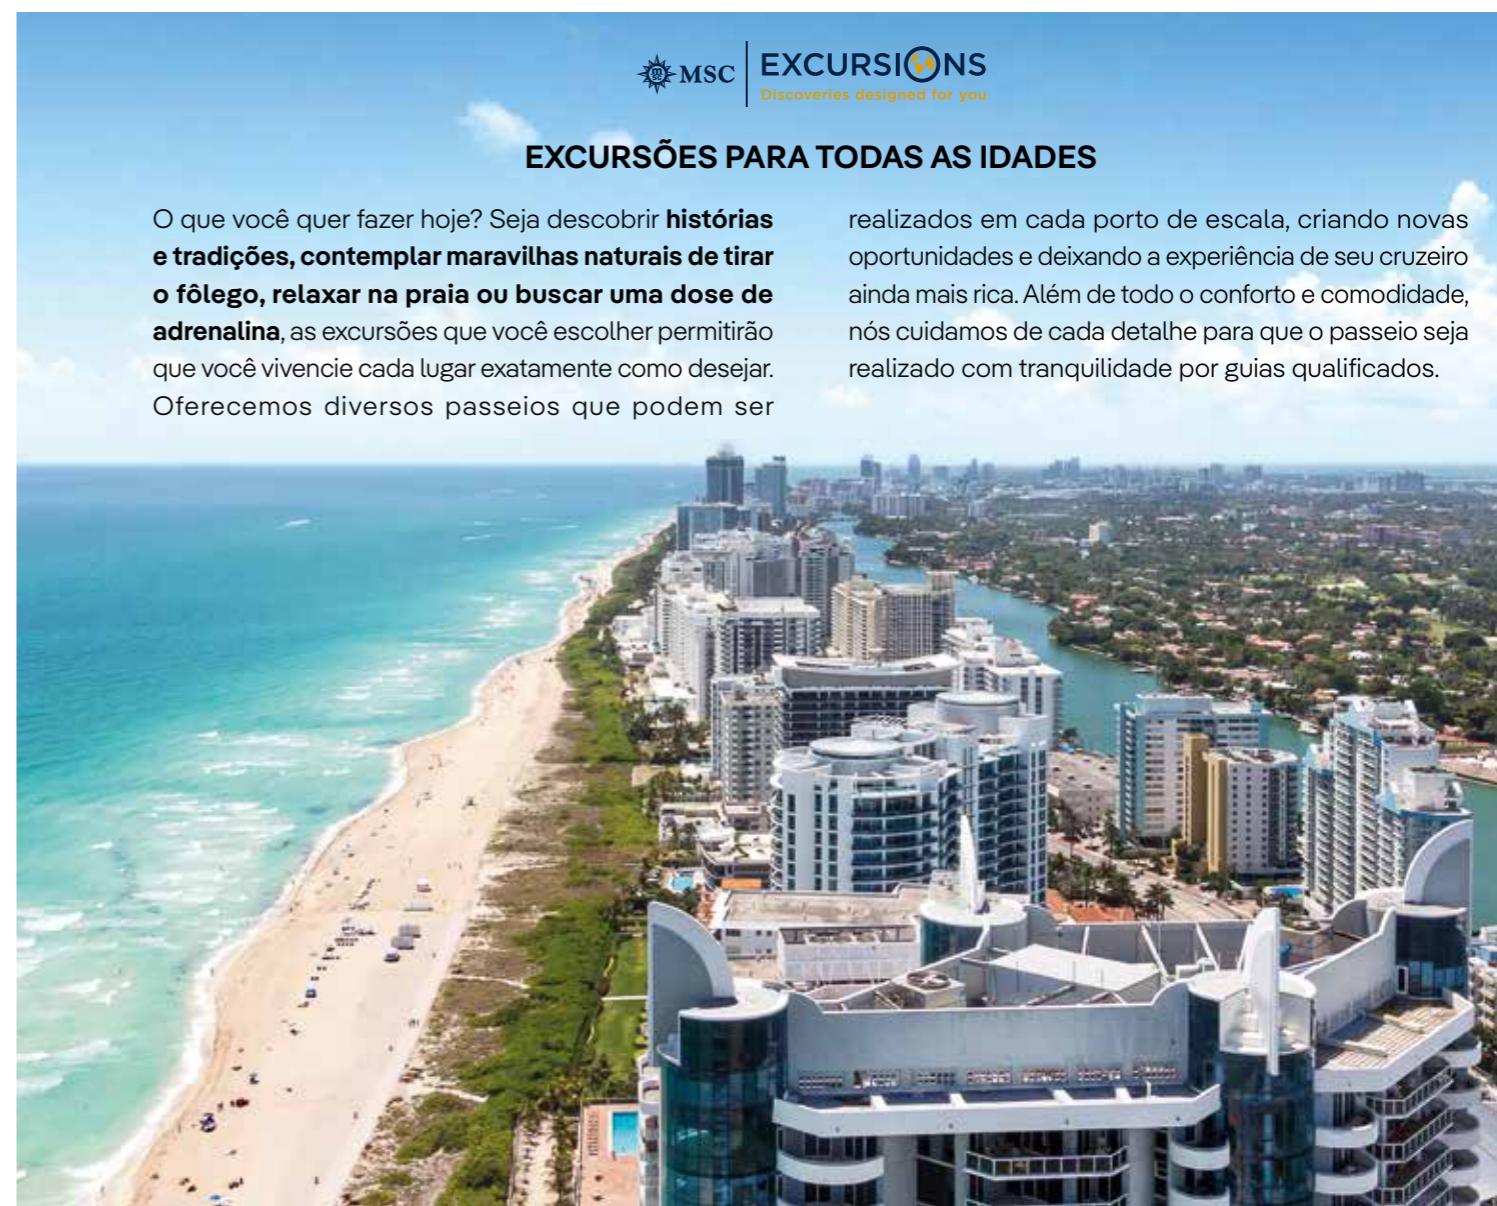 MSC
EXCURSIONS
Discoveries designed for you
EXCURSÕES PARA TODAS AS IDADES
O que você quer fazer hoje? Seja descobrir histórias
e tradições, contemplar maravilhas naturais de tirar
o fôlego, relaxar na praia ou buscar uma dose de
adrenalina, as excursões que você escolher permitirão
que você vivencie cada lugar exatamente como desejar.
Oferecemos diversos passeios que podem ser
realizados em cada porto de escala, criando novas
oportunidades e deixando a experiência de seu cruzeiro
ainda mais rica. Além de todo o conforto e comodidade,
nós cuidamos de cada detalhe para que o passeio seja
realizado com tranquilidade por guias qualificados.